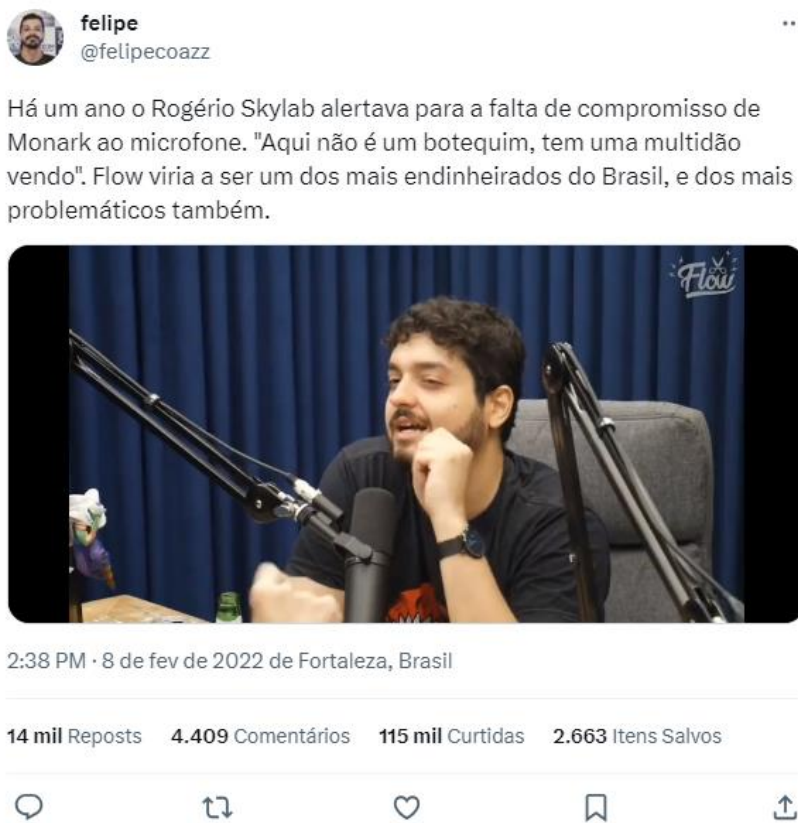 felipe
@felipecoazz
Há um ano o Rogério Skylab alertava para a falta de compromisso de
Monark ao microfone. "Aqui não é um botequim, tem uma multidão
vendo". Flow viria a ser um dos mais endinheirados do Brasil, e dos mais
problemáticos também.
Flow
2:38 PM · 8 de fev de 2022 de Fortaleza, Brasil
14 mil Reposts 4.409 Comentários 115 mil Curtidas 2.663 Itens Salvos